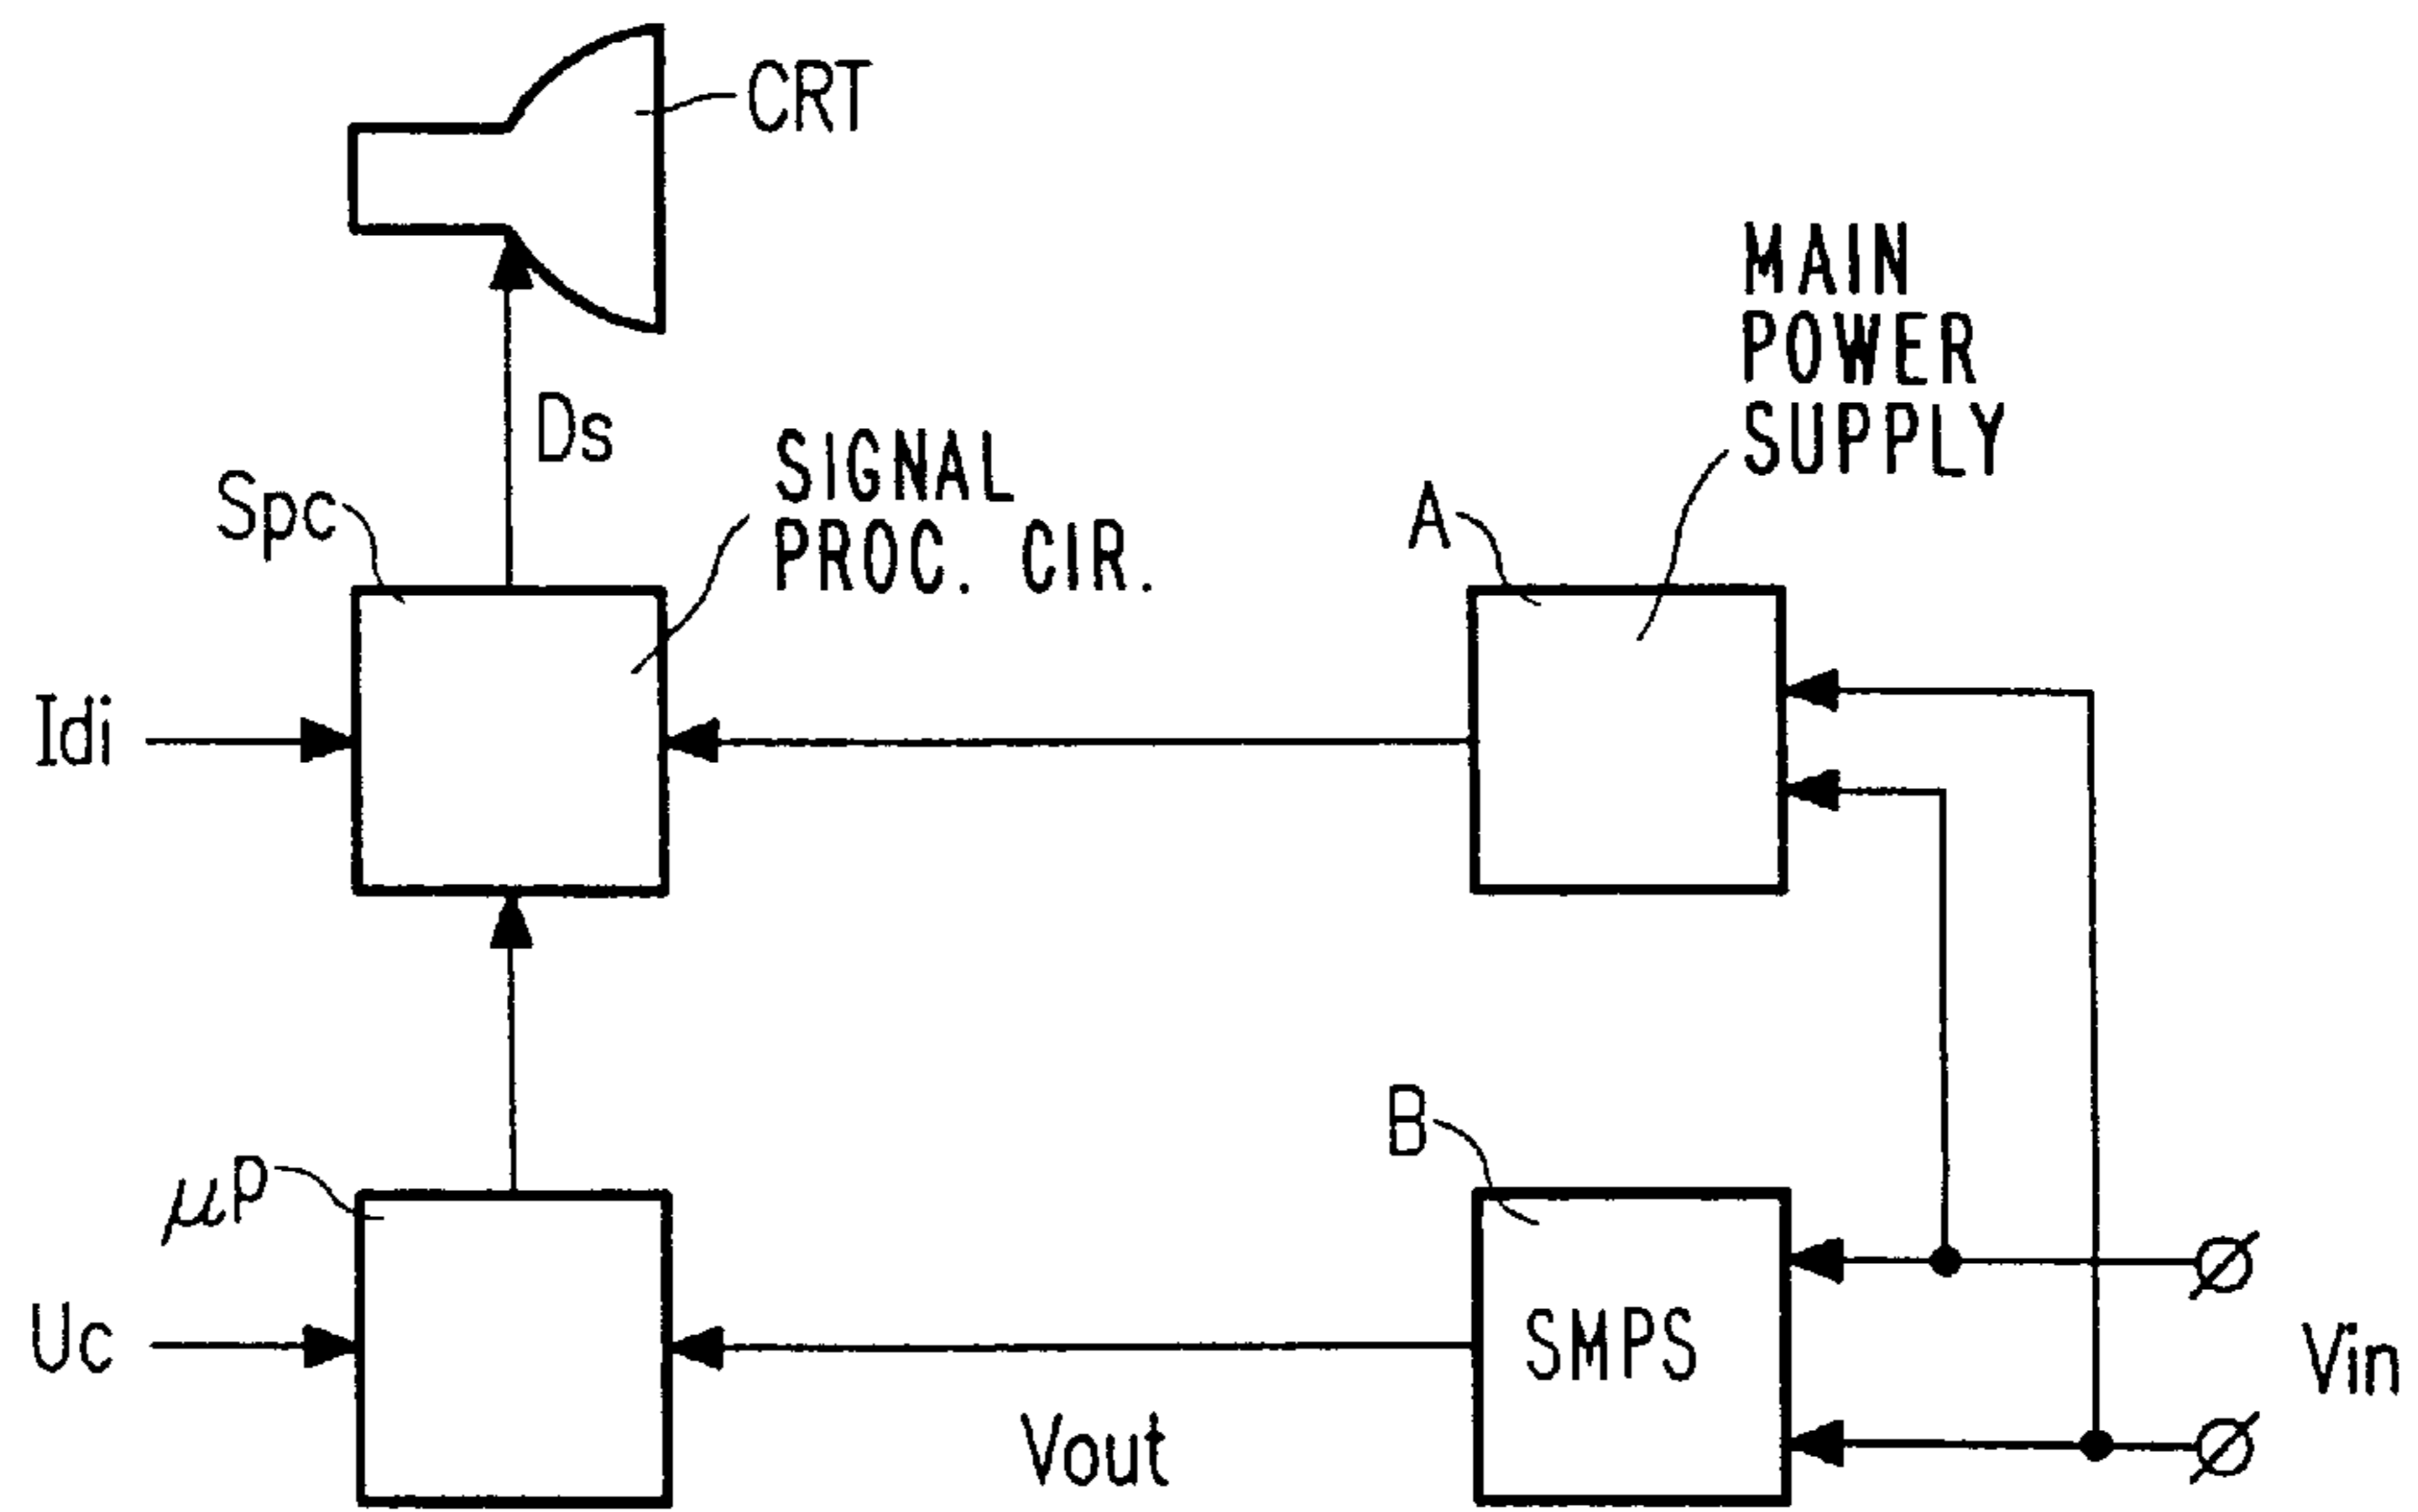 CRT
MAIN
POWER
SUPPLY
Ds
SIGNAL
PROC. CIR.
Spc
A
Idi
B
μP
SMPS
Uc
Vin
Vout